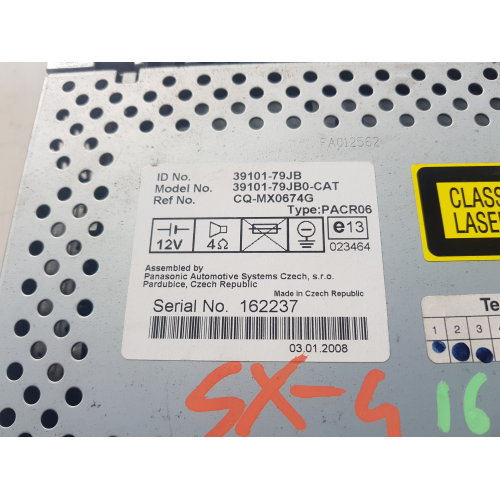 FA012562
ID No. 39101-79JB
Model No. 39101-79JB0-CAT
Ref No. CQ-MX0674G
Type:PACR06
12V 4Ω e13
023464
Assembled by
Panasonic Automotive Systems Czech, s.r.o.
Pardubice, Czech Republic
Made in Czech Republic
Serial No. 162237
03.01.2008
CLASS
LASE
Te
1 2 3 4
SX-4 16